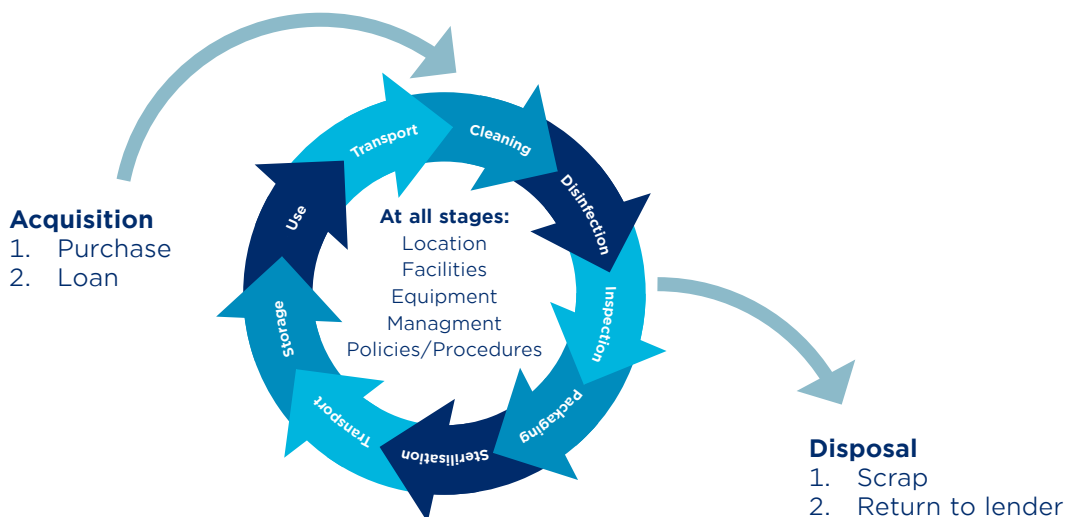 Acquisition
1. Purchase
2. Loan
Transport
Cleaning
Disinfection
Inspection
Packaging
Sterilisation
Transport
Storage
Use
At all stages:
Location
Facilities
Equipment
Managment
Policies/Procedures
Disposal
1. Scrap
2. Return to lender